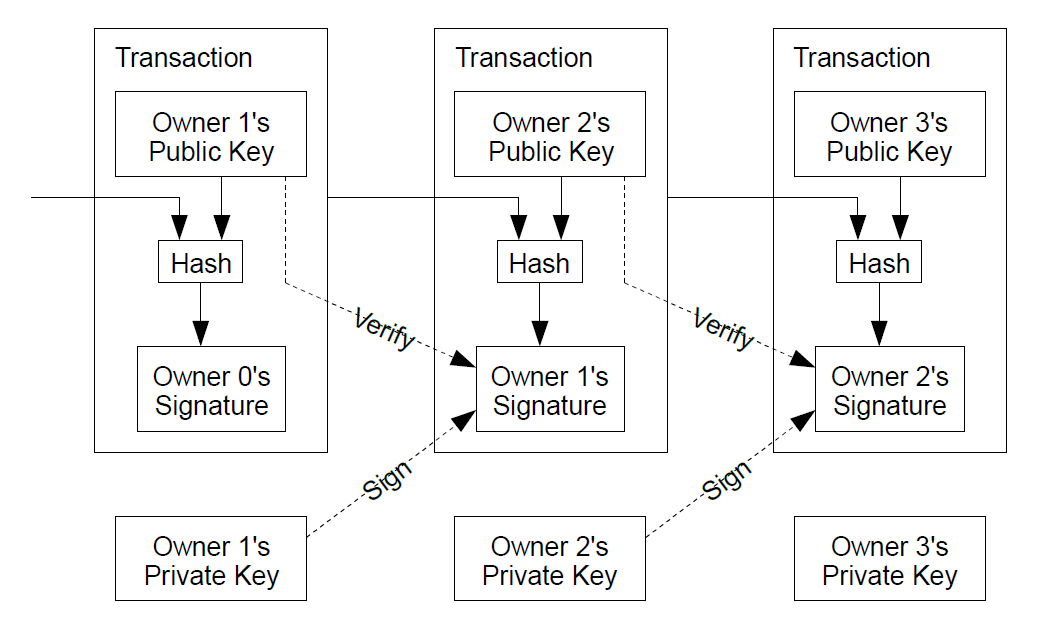 Transaction
Transaction
Transaction
Owner 1's
Public Key
Owner 2's
Public Key
Owner 3's
Public Key
Hash
Hash
Hash
Verify
Verify
Owner 0's
Signature
Owner 1's
Signature
Owner 2's
Signature
Sign
Sign
Owner 1's
Private Key
Owner 2's
Private Key
Owner 3's
Private Key